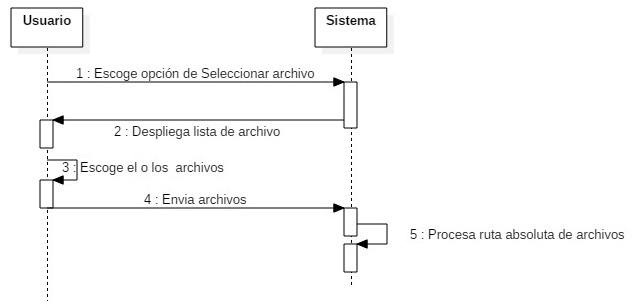 Usuario
Sistema
1 : Escoge opción de Seleccionar archivo
2 : Despliega lista de archivo
3 : Escoge el o los archivos
4 : Envia archivos
5 : Procesa ruta absoluta de archivos